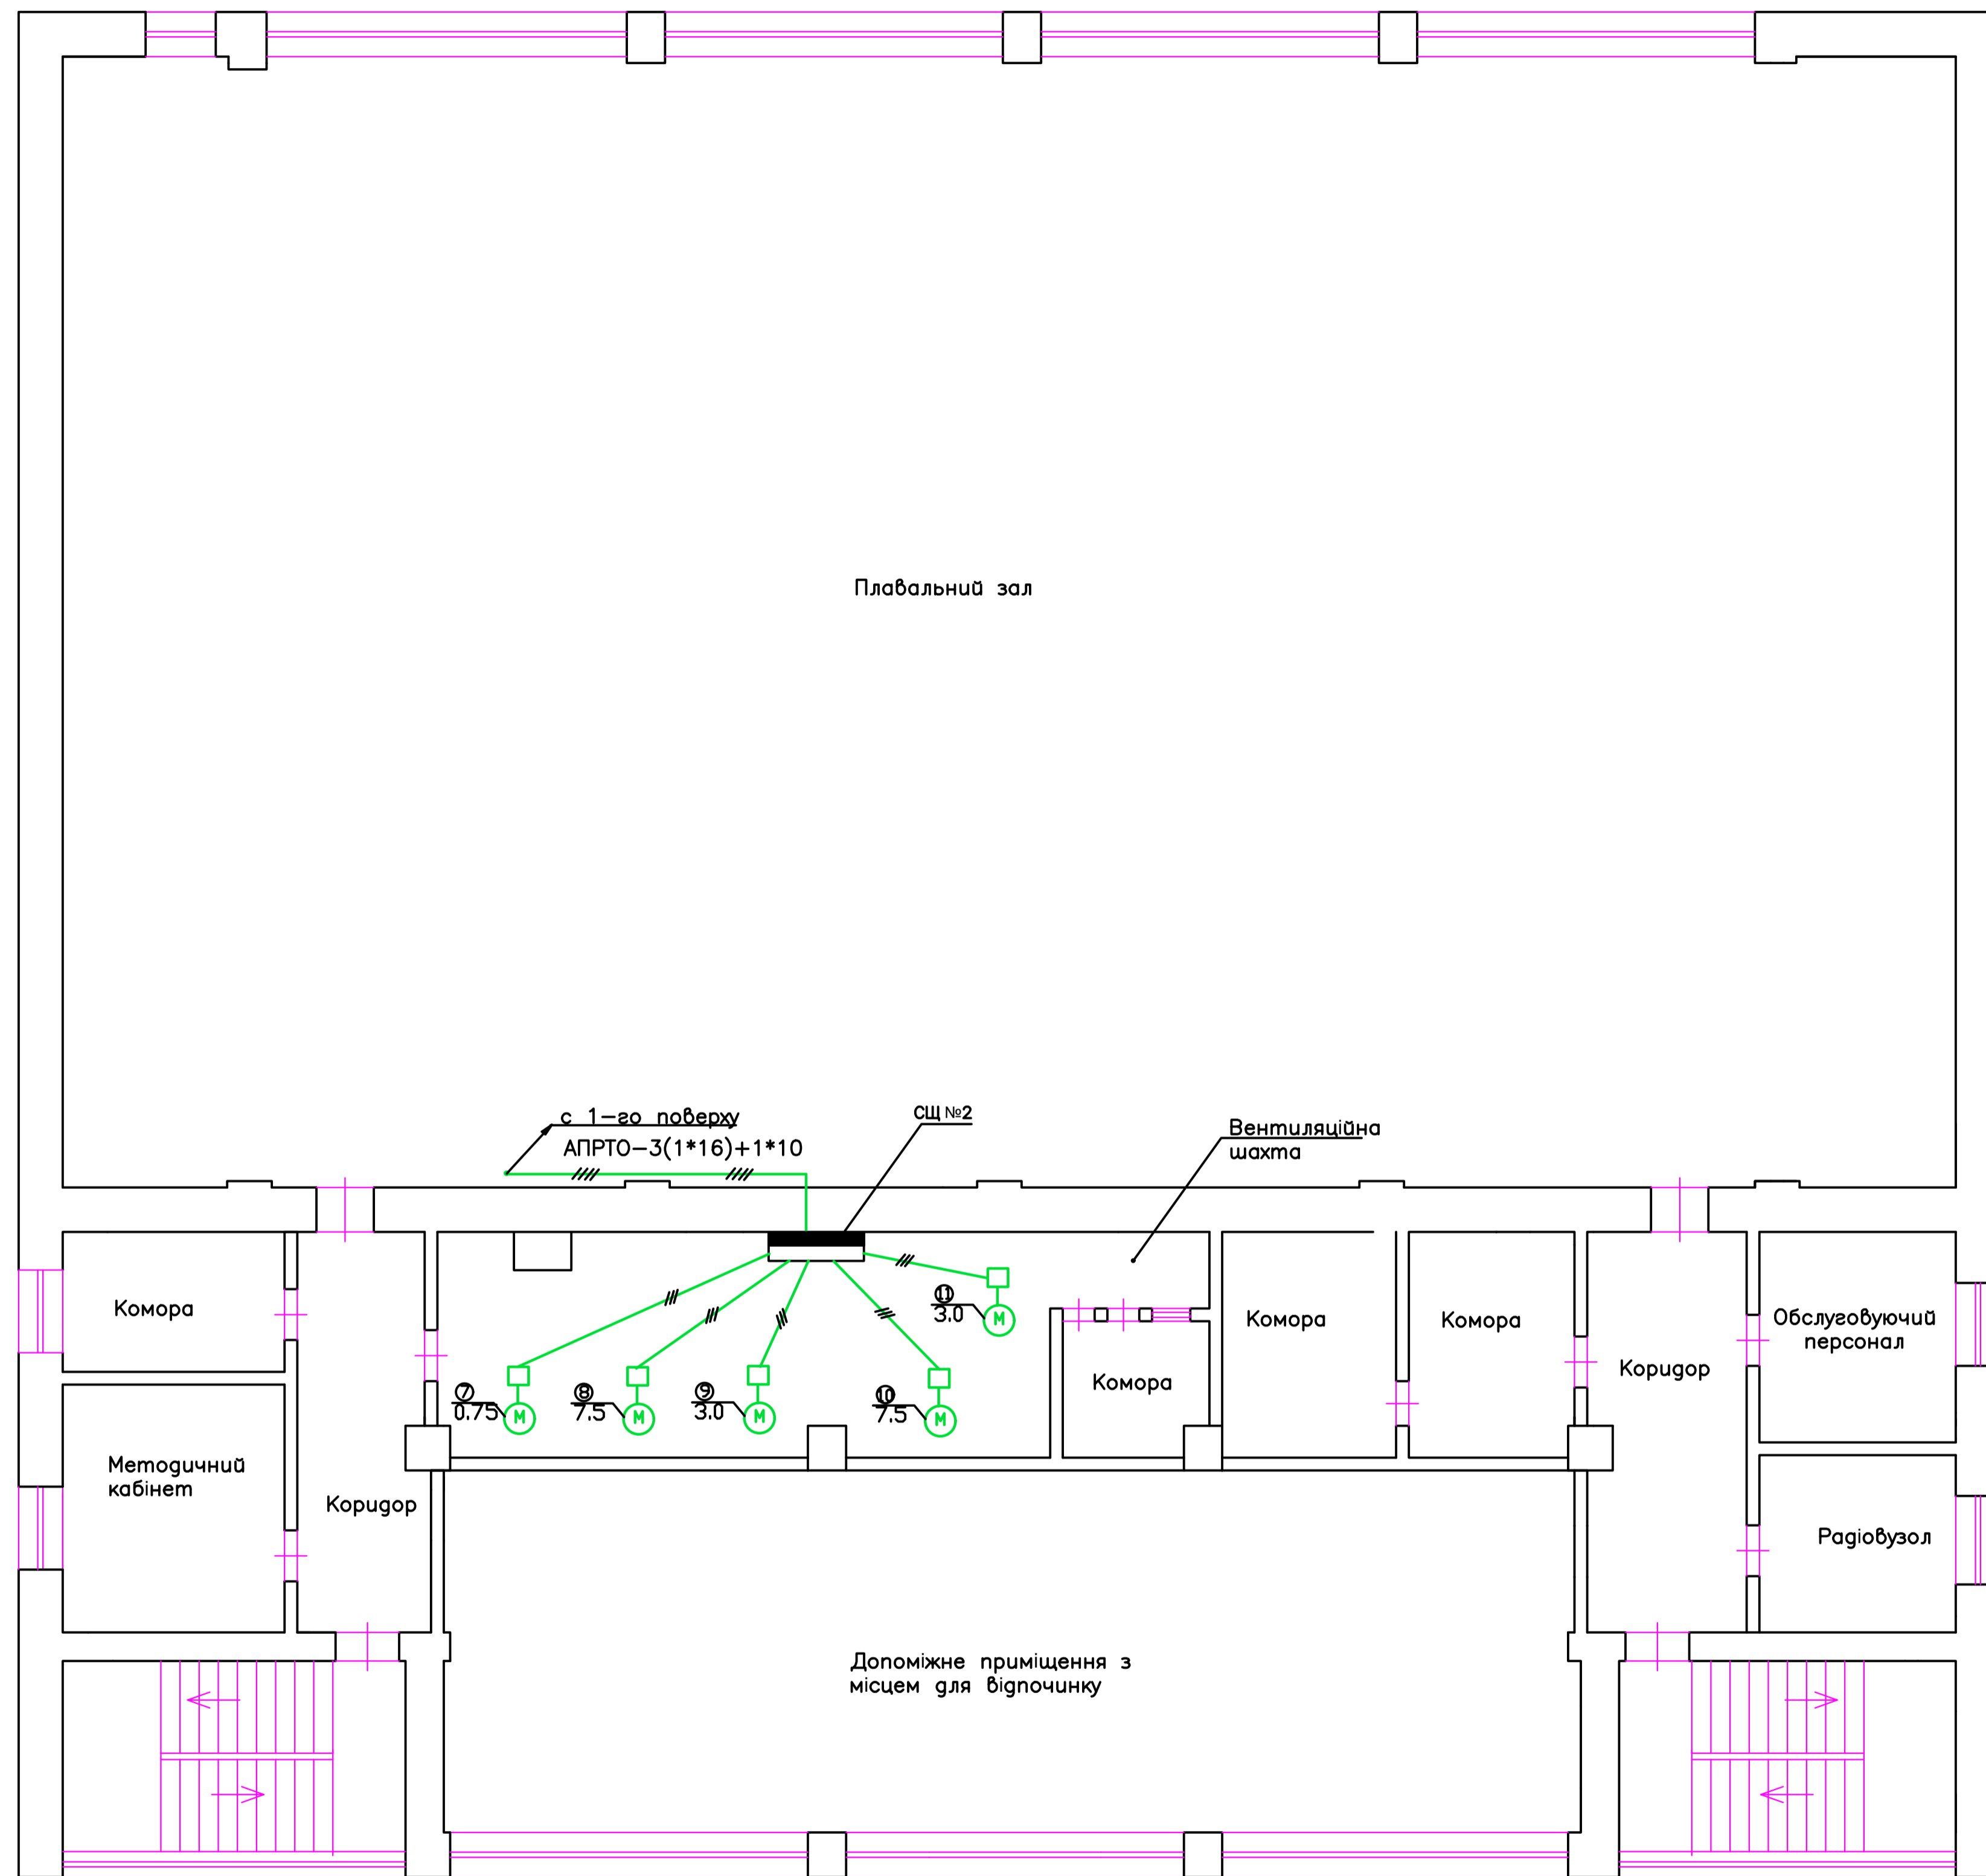 Плавальний зал
с 1-го поверху
АПРТО-3(1*16)+1*10
СЩ №2
Вентиляційна
шахта
Комора
11
3.0
Комора
Комора
Обслуговуючий
персонал
Коридор
Комора
7
0.75
8
7.5
9
3.0
10
7.5
М
М
М
М
М
Методичний
кабінет
Коридор
Радіовузол
Допоміжне приміщення з
місцем для відпочинку